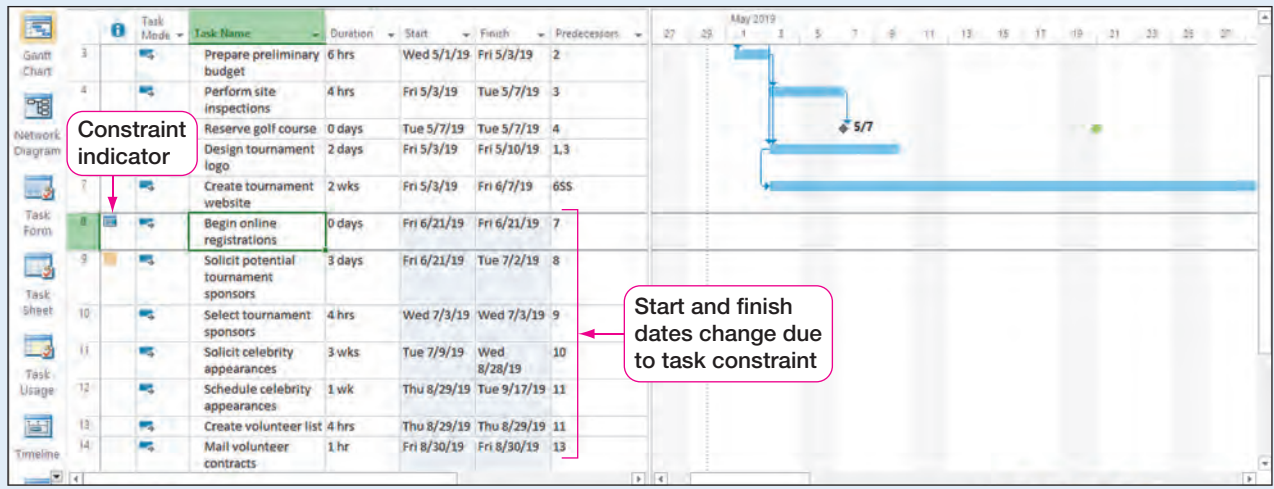 May 2019
Task Mode Task Name Duration Start Finish Predecessors
27 29 1 3 5 7 9 11 13 15 17 19 21 23 25 27
Gantt
Chart
Network
Diagram
Task
Form
Task
Sheet
Task
Usage
Timeline
3 Prepare preliminary 6 hrs Wed 5/1/19 Fri 5/3/19 2
budget
4 Perform site 4 hrs Fri 5/3/19 Tue 5/7/19 3
inspections
Reserve golf course 0 days Tue 5/7/19 Tue 5/7/19 4
5/7
Design tournament 2 days Fri 5/3/19 Fri 5/10/19 1,3
logo
7 Create tournament 2 wks Fri 5/3/19 Fri 6/7/19 6SS
website
8 Begin online 0 days Fri 6/21/19 Fri 6/21/19 7
registrations
9 Solicit potential 3 days Fri 6/21/19 Tue 7/2/19 8
tournament
sponsors
10 Select tournament 4 hrs Wed 7/3/19 Wed 7/3/19 9
sponsors
11 Solicit celebrity 3 wks Tue 7/9/19 Wed 10
appearances 8/28/19
12 Schedule celebrity 1 wk Thu 8/29/19 Tue 9/17/19 11
appearances
13 Create volunteer list 4 hrs Thu 8/29/19 Thu 8/29/19 11
14 Mail volunteer 1 hr Fri 8/30/19 Fri 8/30/19 13
contracts
Constraint
indicator
Start and finish
dates change due
to task constraint